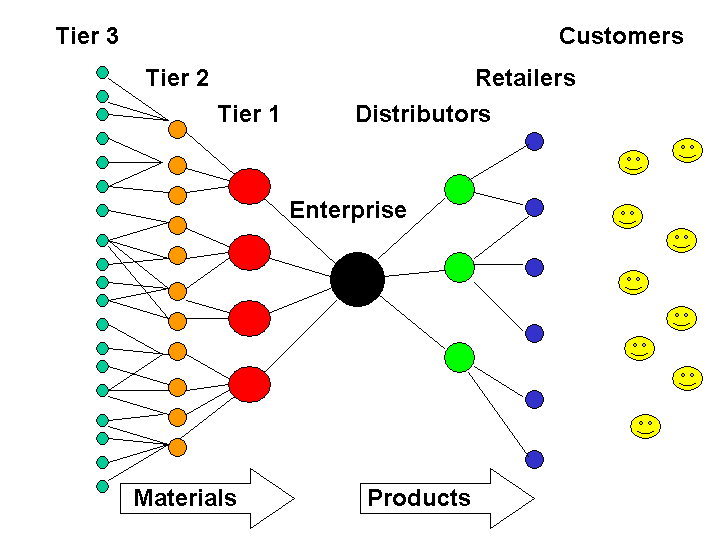 Tier 3
Customers
Tier 2
Retailers
Tier 1
Distributors
Enterprise
Materials
Products